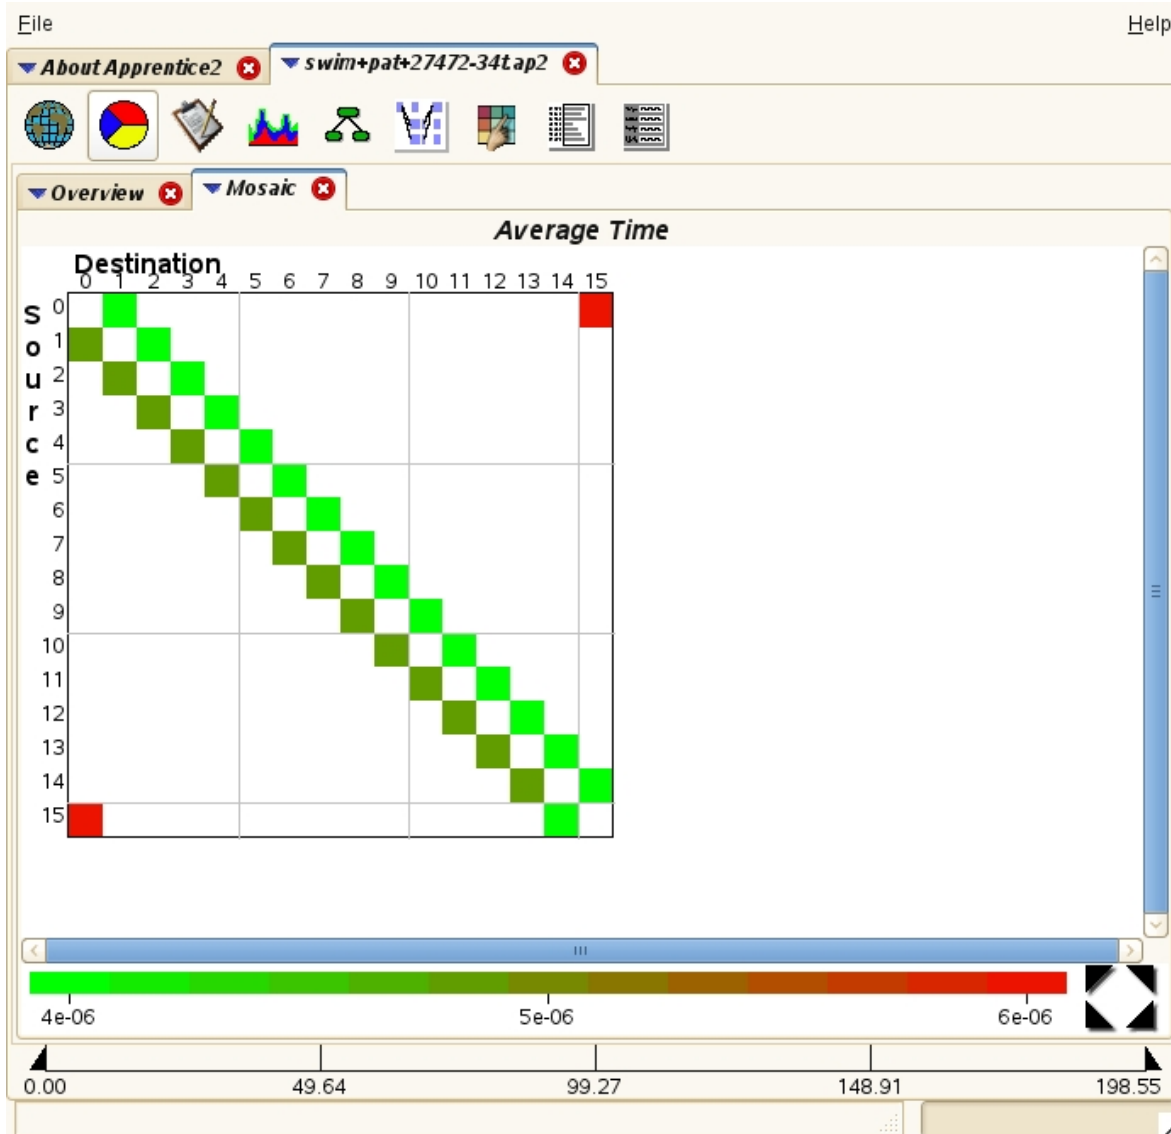 File Help
About Apprentice2 swim+pat+27472-34t.ap2
Overview Mosaic
Average Time
Destination
0 1 2 3 4 5 6 7 8 9 10 11 12 13 14 15
Source
0
1
2
3
4
5
6
7
8
9
10
11
12
13
14
15
4e-06 5e-06 6e-06
0.00 49.64 99.27 148.91 198.55